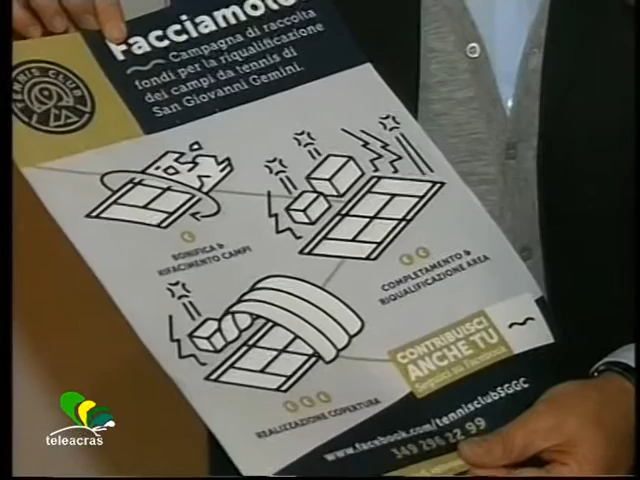 Facciamolo
Campagna di raccolta
fondi per la riqualificazione
dei campi da tennis di
San Giovanni Gemini.
TENNIS CLUB
BONIFICA &
RIFACIMENTO CAMPI
COMPLETAMENTO &
RIQUALIFICAZIONE AREA
REALIZZAZIONE COPERTURA
CONTRIBUISCI
ANCHE TU
Seguici su Facebook
www.facebook.com/tennisclubSGGC
349 296 22 99
teleacras